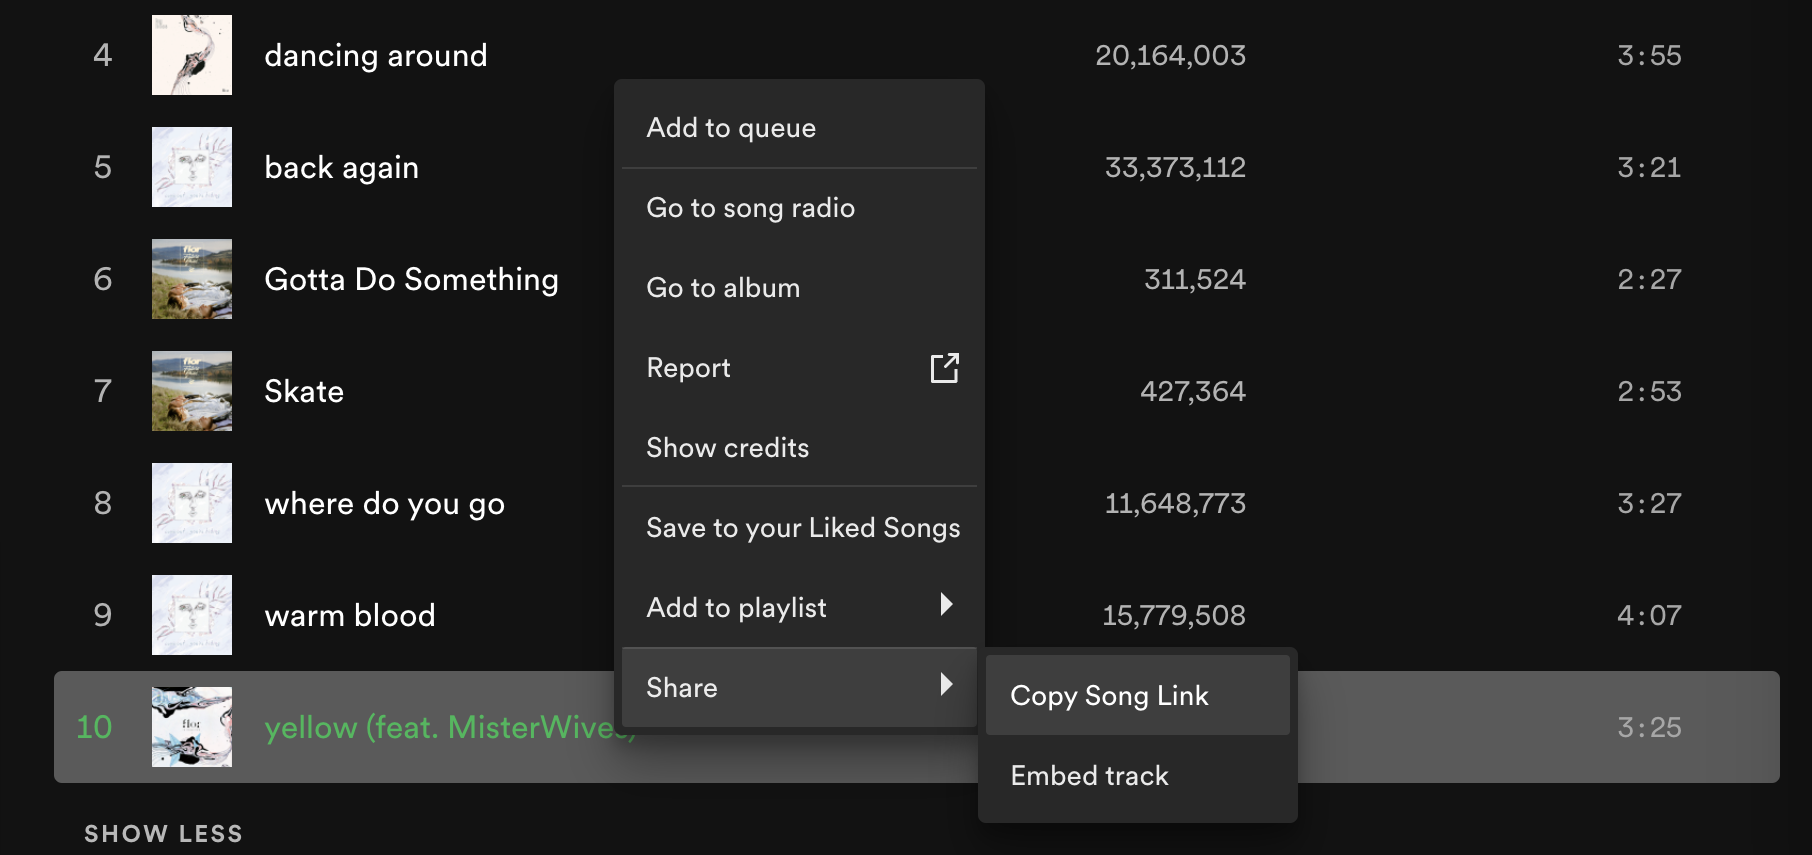 4 dancing around 20,164,003 3:55
5 back again 33,373,112 3:21
6 Gotta Do Something 311,524 2:27
7 Skate 427,364 2:53
8 where do you go 11,648,773 3:27
9 warm blood 15,779,508 4:07
10 flor yellow (feat. MisterWives) 3:25
SHOW LESS
Add to queue
Go to song radio
Go to album
Report
Show credits
Save to your Liked Songs
Add to playlist
Share
Copy Song Link
Embed track